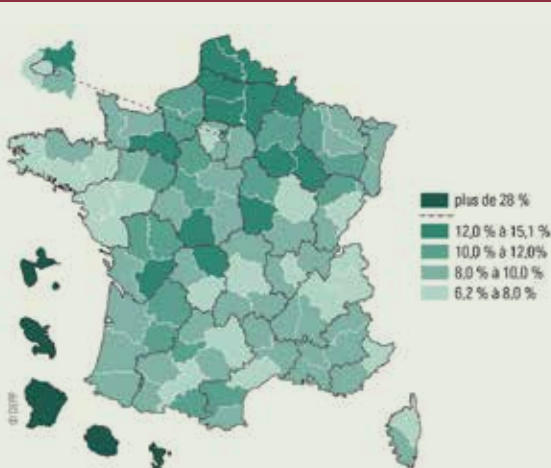 plus de 28 %
12,0 % à 15,1 %
10,0 % à 12,0%
8,0 % à 10,0 %
6,2 % à 8,0 %
© DEPP